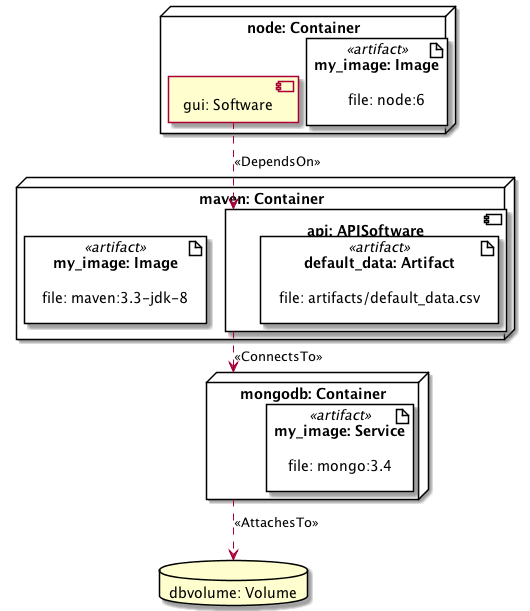 node: Container
«artifact»
my_image: Image
file: node:6
gui: Software
«DependsOn»
maven: Container
api: APISoftware
«artifact»
my_image: Image
file: maven:3.3-jdk-8
«artifact»
default_data: Artifact
file: artifacts/default_data.csv
«ConnectsTo»
mongodb: Container
«artifact»
my_image: Service
file: mongo:3.4
«AttachesTo»
dbvolume: Volume